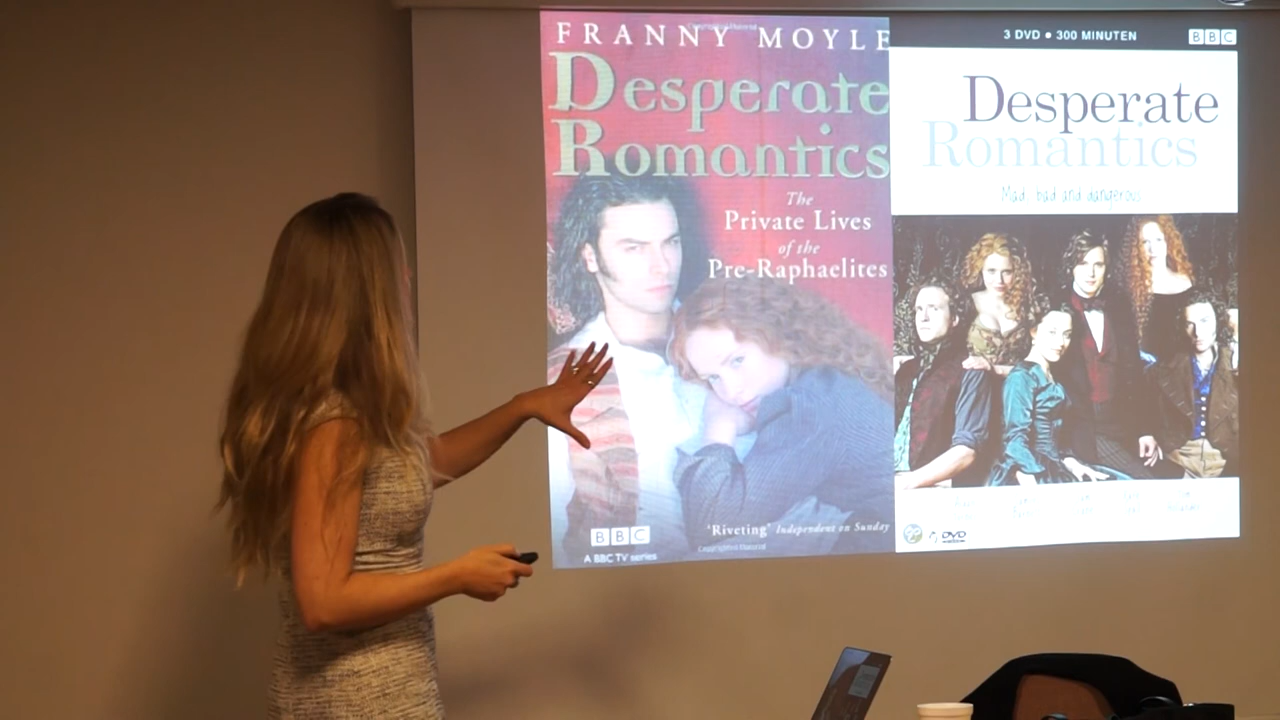 FRANNY MOYLE
Desperate
Romantics
The
Private Lives
of the
Pre-Raphaelites
BBC
A BBC TV series
'Riveting' Independent on Sunday
3 DVD • 300 MINUTEN
BBC
Desperate
Romantics
Mad, bad and dangerous
DVD